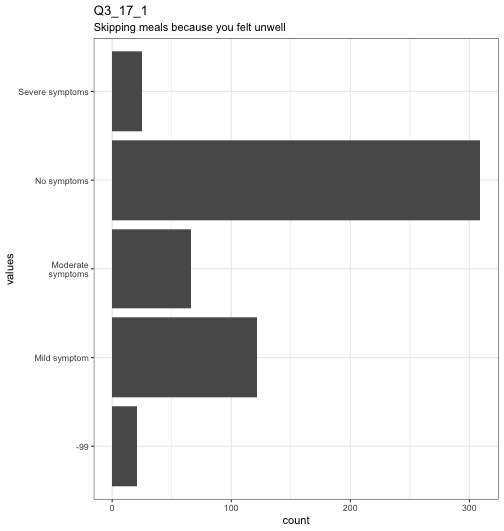 Q3_17_1
Skipping meals because you felt unwell
Severe symptoms
No symptoms
Moderate
symptoms
Mild symptom
-99
values
0
100
200
300
count